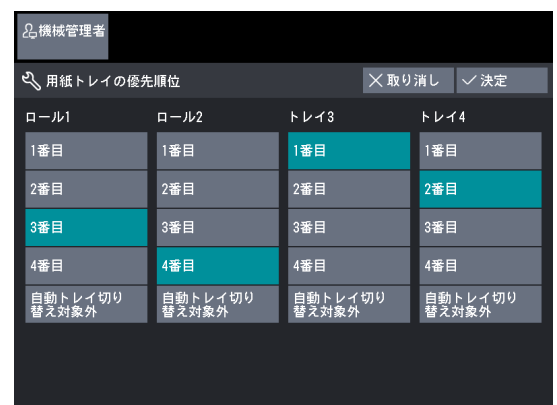 機械管理者
用紙トレイの優先順位
取り消し
決定
ロール1 ロール2 トレイ3 トレイ4
1番目 1番目 1番目 1番目
2番目 2番目 2番目 2番目
3番目 3番目 3番目 3番目
4番目 4番目 4番目 4番目
自動トレイ切り 自動トレイ切り 自動トレイ切り 自動トレイ切り
替え対象外 替え対象外 替え対象外 替え対象外